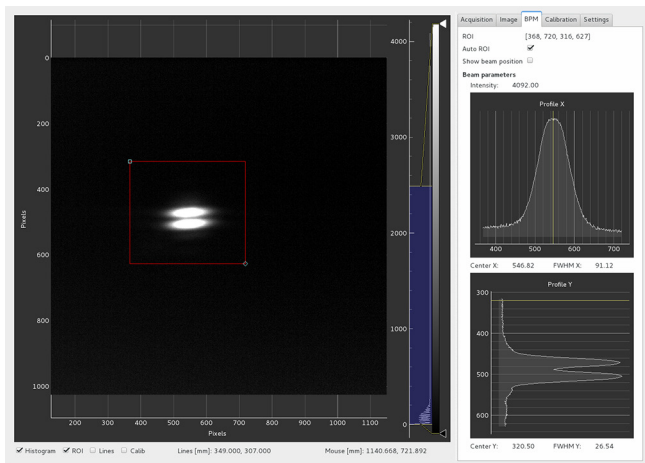 Acquisition Image BPM Calibration Settings
ROI [368, 720, 316, 627]
Auto ROI
Show beam position
Beam parameters
Intensity: 4092.00
Profile X
400 500 600 700
Center X: 546.82 FWHM X: 91.12
Profile Y
300
400
500
600
Center Y: 320.50 FWHM Y: 26.54
0
200
400
600
800
1000
Pixels
200 300 400 500 600 700 800 900 1000 1100
Pixels
4000
3000
2000
1000
0
Histogram ROI Lines Calib Lines [mm]: 349.000, 307.000 Mouse [mm]: 1140.668, 721.892